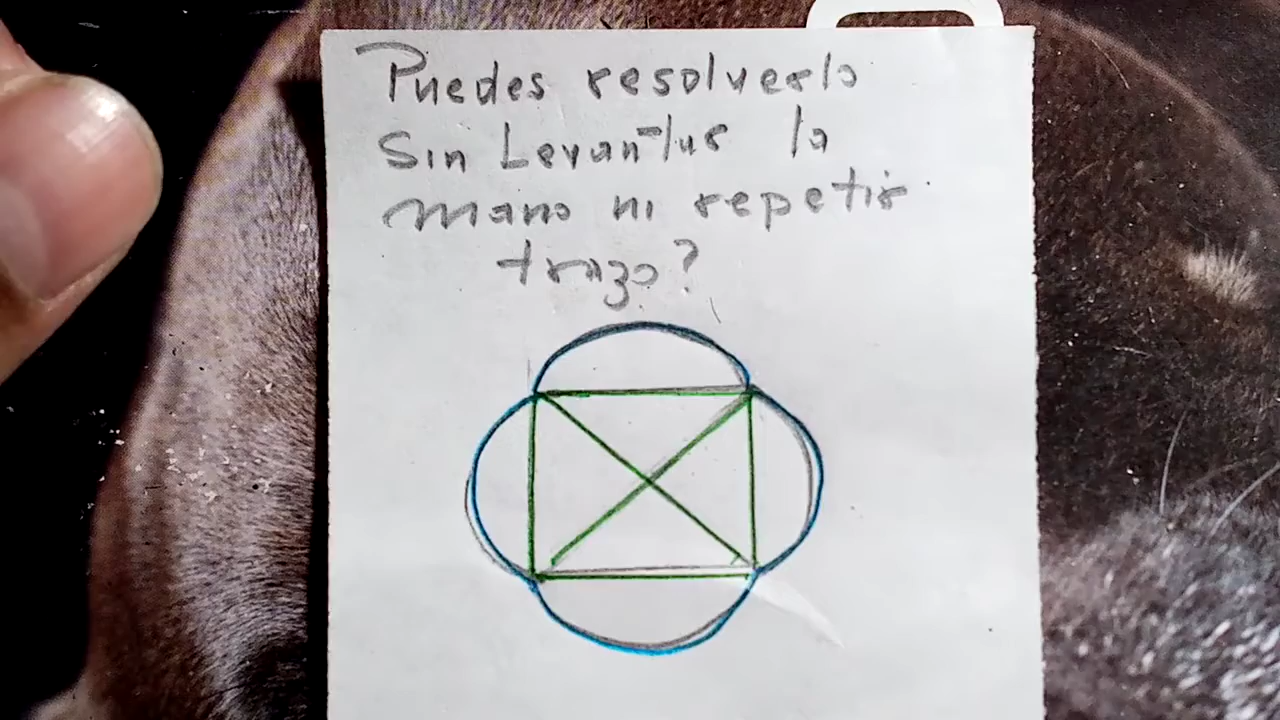 Puedes resolverlo
Sin Levantar la
mano ni repetir
trazo?